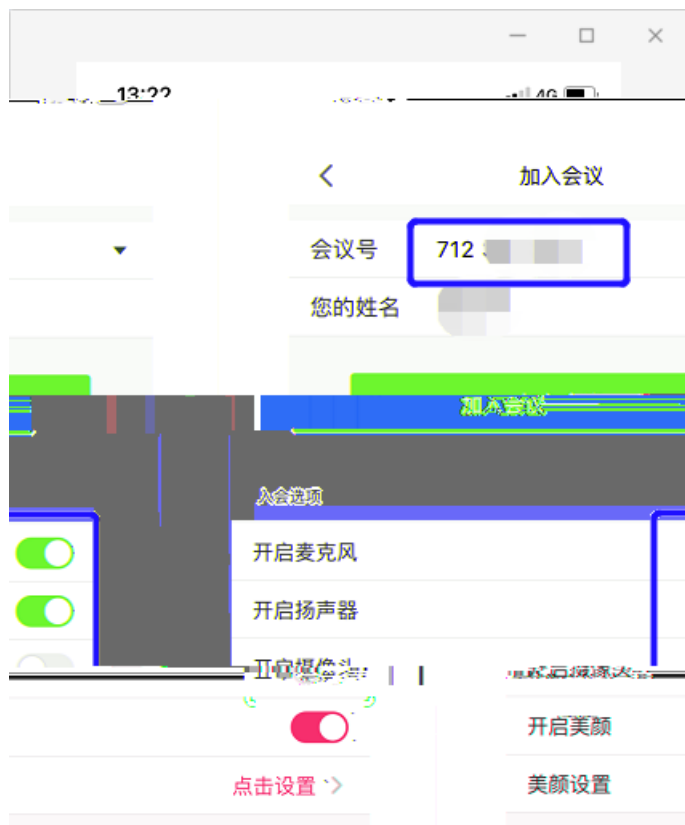 13:22 4G
加入会议
会议号 712
您的姓名
加入会议
入会选项
开启麦克风
开启扬声器
开启美颜
点击设置 美颜设置